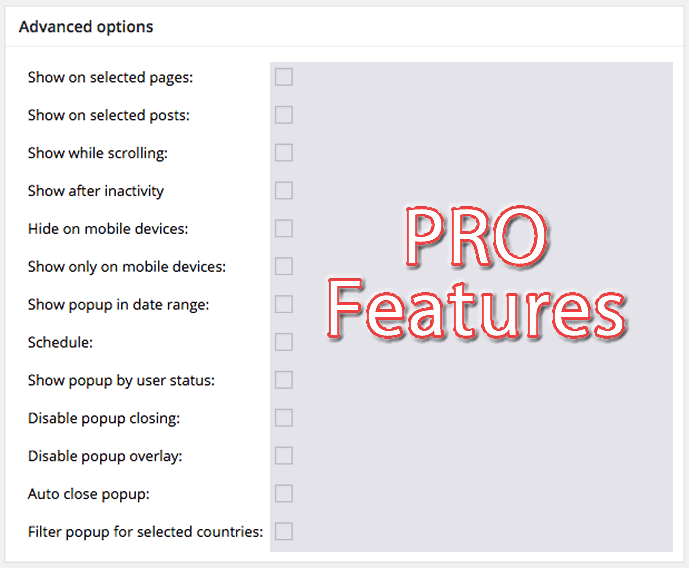 Advanced options
Show on selected pages:
Show on selected posts:
Show while scrolling:
Show after inactivity
Hide on mobile devices:
Show only on mobile devices:
Show popup in date range:
Schedule:
Show popup by user status:
Disable popup closing:
Disable popup overlay:
Auto close popup:
Filter popup for selected countries:
PRO
Features